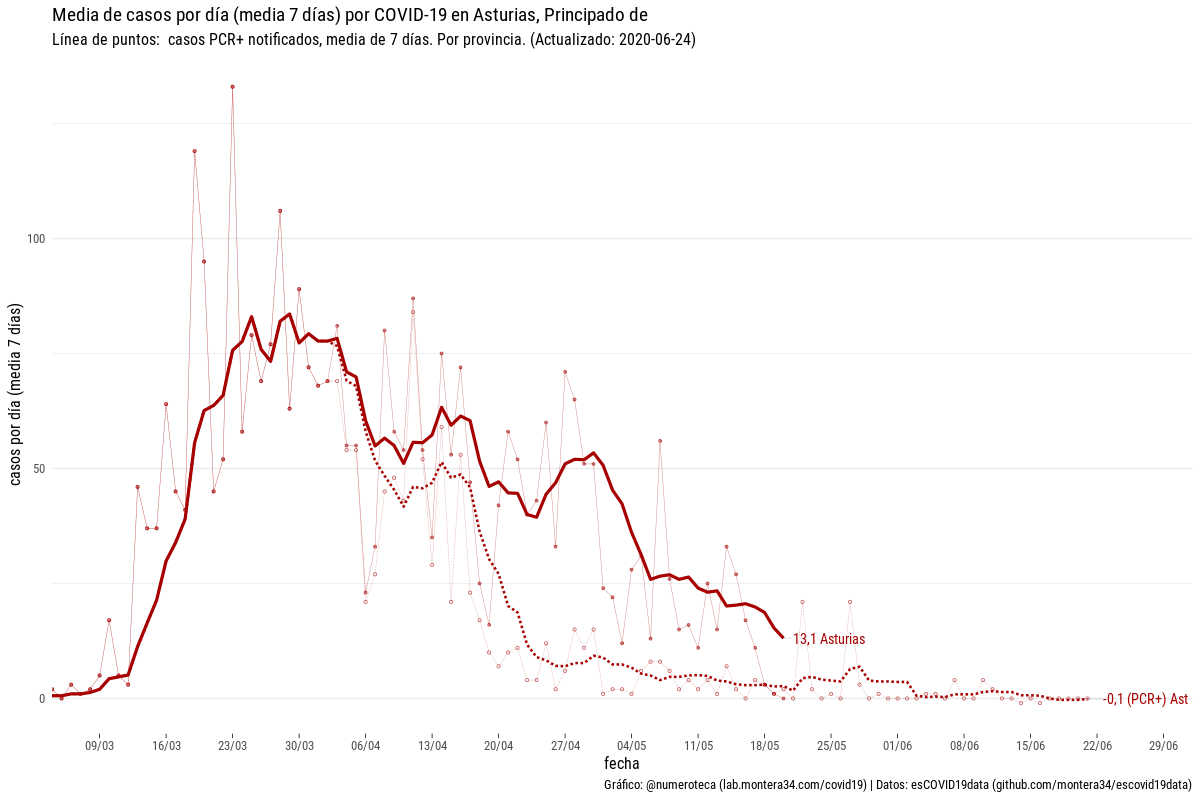 Media de casos por día (media 7 días) por COVID-19 en Asturias, Principado de
Línea de puntos:  casos PCR+ notificados, media de 7 días. Por provincia. (Actualizado: 2020-06-24)
casos por día (media 7 días)
100
50
0
13,1 Asturias
-0,1 (PCR+) Ast
09/03
16/03
23/03
30/03
06/04
13/04
20/04
27/04
04/05
11/05
18/05
25/05
01/06
08/06
15/06
22/06
29/06
fecha
Gráfico: @numeroteca (lab.montera34.com/covid19) | Datos: esCOVID19data (github.com/montera34/escovid19data)